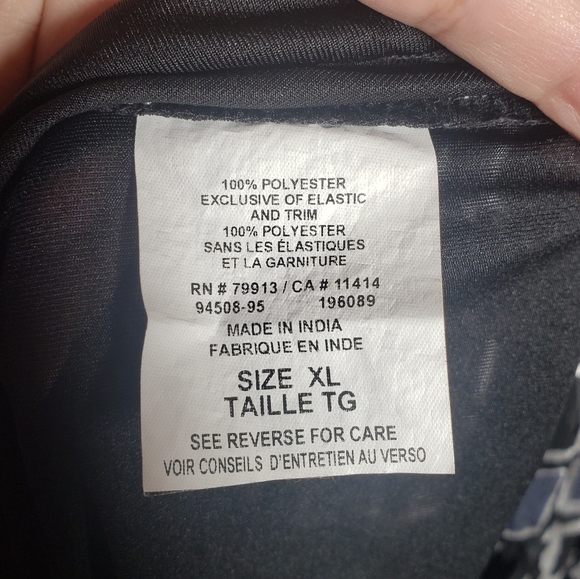 100% POLYESTER
EXCLUSIVE OF ELASTIC
AND TRIM
100% POLYESTER
SANS LES ÉLASTIQUES
ET LA GARNITURE
RN # 79913 / CA # 11414
94508-95 196089
MADE IN INDIA
FABRIQUE EN INDE
SIZE XL
TAILLE TG
SEE REVERSE FOR CARE
VOIR CONSEILS D'ENTRETIEN AU VERSO